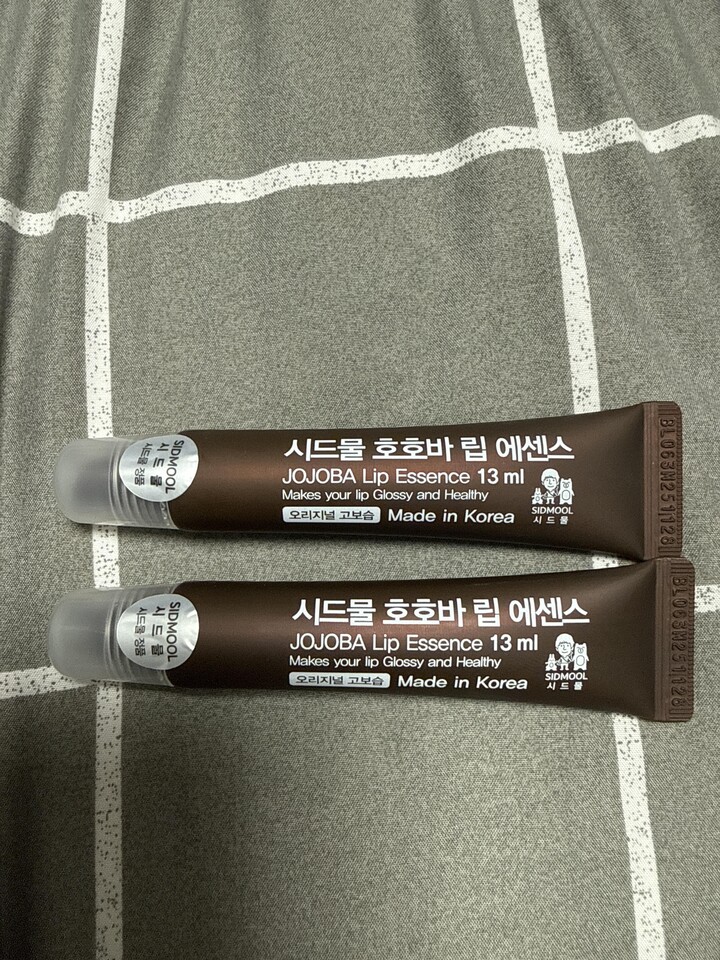 SIDMOOL
시드물
시드물 정품
시드물 호호바 립 에센스
JOJOBA Lip Essence 13 ml
Makes your lip Glossy and Healthy
오리지널 고보습 Made in Korea
SIDMOOL
시드물
BL063M251128
SIDMOOL
시드물
시드물 정품
시드물 호호바 립 에센스
JOJOBA Lip Essence 13 ml
Makes your lip Glossy and Healthy
오리지널 고보습 Made in Korea
SIDMOOL
시드물
BL063M251128